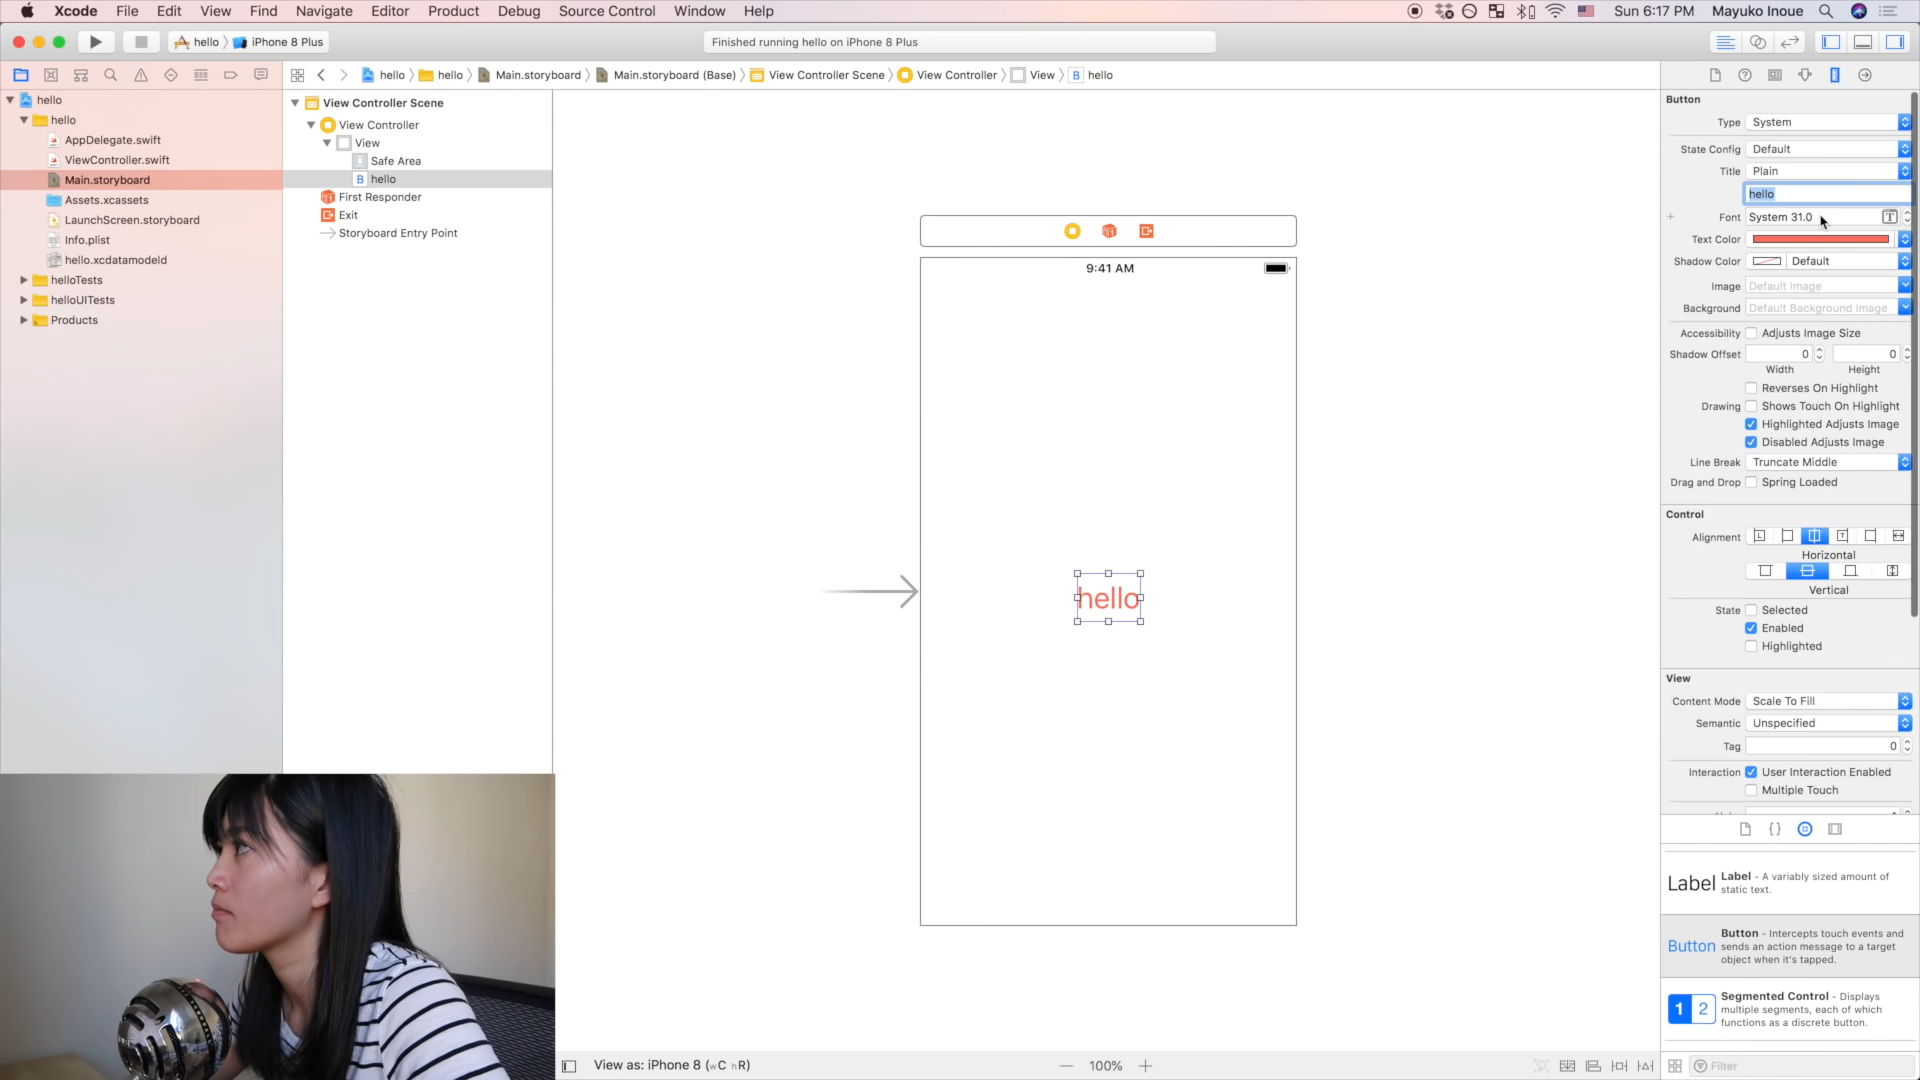 Xcode File Edit View Find Navigate Editor Product Debug Source Control Window Help Sun 6:17 PM Mayuko Inoue
hello iPhone 8 Plus Finished running hello on iPhone 8 Plus
hello hello Main.storyboard Main.storyboard (Base) View Controller Scene View Controller View B hello
hello
hello
AppDelegate.swift
ViewController.swift
Main.storyboard
Assets.xcassets
LaunchScreen.storyboard
Info.plist
hello.xcdatamodeld
helloTests
helloUITests
Products
View Controller Scene
View Controller
View
Safe Area
B hello
First Responder
Exit
Storyboard Entry Point
9:41 AM
hello
View as: iPhone 8 (wC hR)
100%
Button
Type System
State Config Default
Title Plain
hello
Font System 31.0 T
Text Color
Shadow Color Default
Image Default Image
Background Default Background Image
Accessibility Adjusts Image Size
Shadow Offset 0 0
Width Height
Reverses On Highlight
Drawing Shows Touch On Highlight
Highlighted Adjusts Image
Disabled Adjusts Image
Line Break Truncate Middle
Drag and Drop Spring Loaded
Control
Alignment
Horizontal
Vertical
State Selected
Enabled
Highlighted
View
Content Mode Scale To Fill
Semantic Unspecified
Tag 0
Interaction User Interaction Enabled
Multiple Touch
{ }
Label Label - A variably sized amount of
static text.
Button - Intercepts touch events and
Button sends an action message to a target
object when it's tapped.
Segmented Control - Displays
1 2 multiple segments, each of which
functions as a discrete button.
Filter